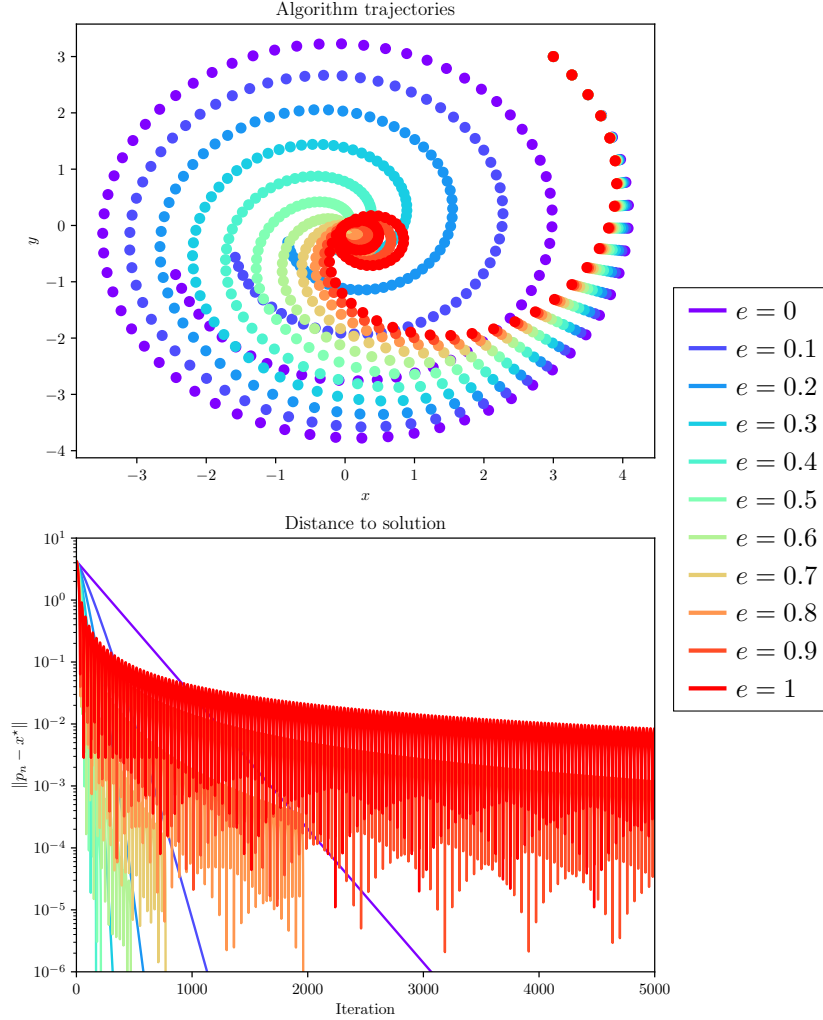 Algorithm trajectories
3
2
1
0
−1
−2
−3
−4
y
−3 −2 −1 0 1 2 3 4
x
Distance to solution
10^1
10^0
10^−1
10^−2
10^−3
10^−4
10^−5
10^−6
‖p_n − x^⋆‖
0 1000 2000 3000 4000 5000
Iteration
e = 0
e = 0.1
e = 0.2
e = 0.3
e = 0.4
e = 0.5
e = 0.6
e = 0.7
e = 0.8
e = 0.9
e = 1